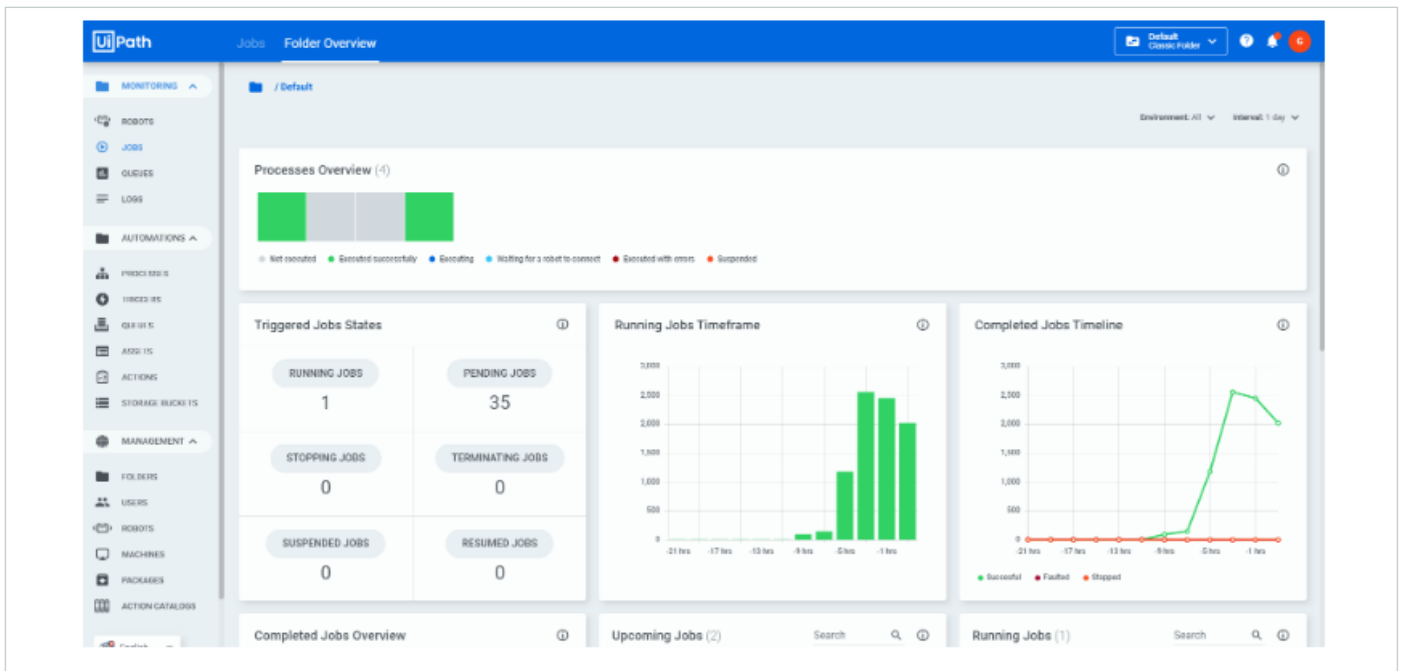 UiPath
Jobs Folder Overview
Default
Classic Folder
G
MONITORING
/ Default
ROBOTS
Environment: All Interval: 1 day
JOBS
QUEUES
Processes Overview (4)
LOGS
AUTOMATIONS
Not executed Executed successfully Executing Waiting for a robot to connect Executed with errors Suspended
PROCESSES
TRIGGERS
QUEUES
ASSETS
ACTIONS
STORAGE BUCKETS
MANAGEMENT
FOLDERS
USERS
ROBOTS
MACHINES
PACKAGES
ACTION CATALOGS
English
Triggered Jobs States
RUNNING JOBS PENDING JOBS
1 35
STOPPING JOBS TERMINATING JOBS
0 0
SUSPENDED JOBS RESUMED JOBS
0 0
Running Jobs Timeframe
3,000
2,500
2,000
1,500
1,000
500
0
-21 hrs -17 hrs -13 hrs -9 hrs -5 hrs -1 hrs
Completed Jobs Timeline
3,000
2,500
2,000
1,500
1,000
500
0
-21 hrs -17 hrs -13 hrs -9 hrs -5 hrs -1 hrs
Succesful Faulted Stopped
Completed Jobs Overview
Upcoming Jobs (2) Search
Running Jobs (1) Search